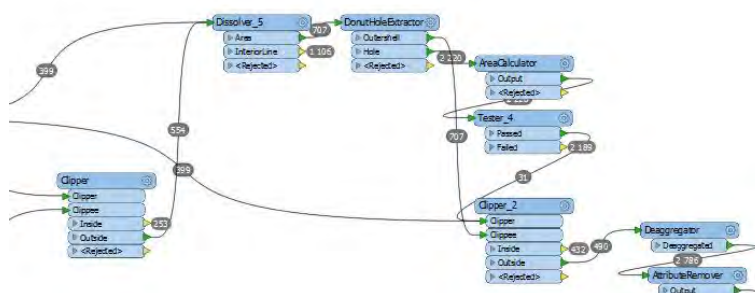 Dissolver_5
Area
InteriorLine
<Rejected>
707
1 106
DonutHoleExtractor
Outershell
Hole
<Rejected>
2 220
AreaCalculator
Output
<Rejected>
Tester_4
Passed
Failed
2 189
399
554
399
707
31
Clipper
Clipper
Clippee
Inside
Outside
<Rejected>
153
Clipper_2
Clipper
Clippee
Inside
Outside
<Rejected>
432
490
Deaggregator
Deaggregated
2 786
AttributeRemover
Output